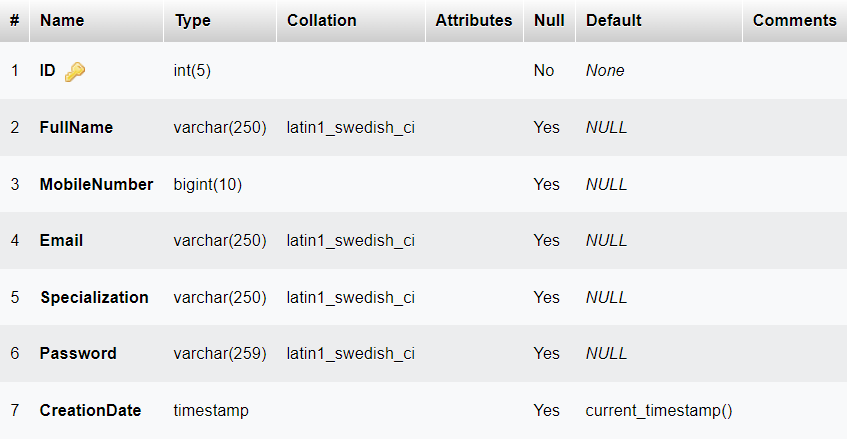 # Name Type Collation Attributes Null Default Comments
1 ID int(5) No None
2 FullName varchar(250) latin1_swedish_ci Yes NULL
3 MobileNumber bigint(10) Yes NULL
4 Email varchar(250) latin1_swedish_ci Yes NULL
5 Specialization varchar(250) latin1_swedish_ci Yes NULL
6 Password varchar(259) latin1_swedish_ci Yes NULL
7 CreationDate timestamp Yes current_timestamp()